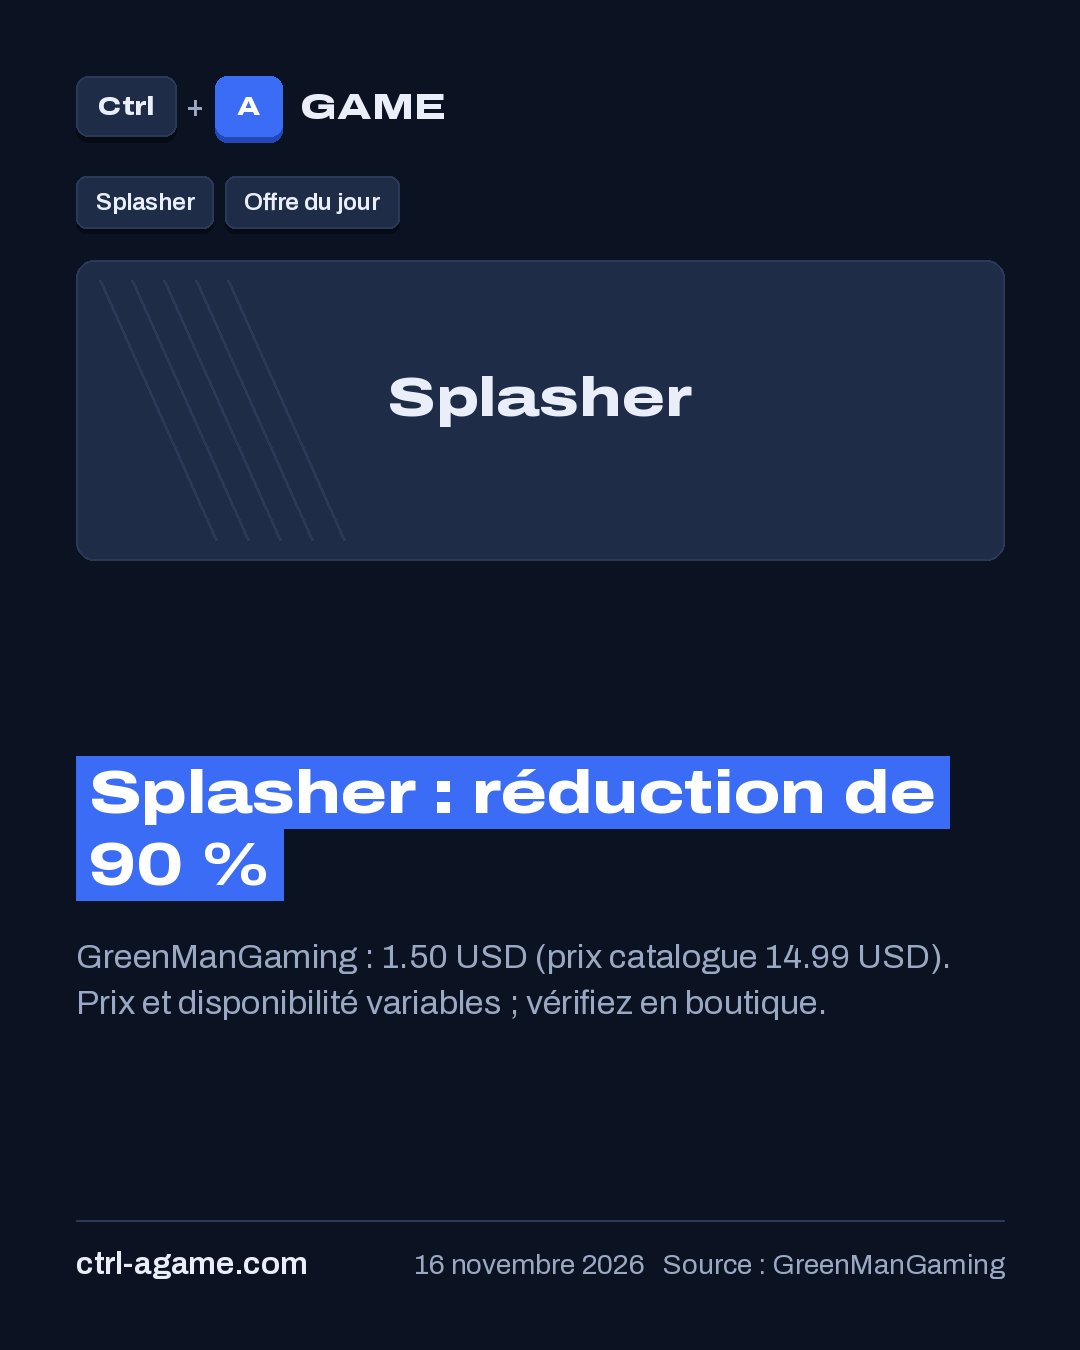 Ctrl + A GAME
Splasher Offre du jour
Splasher
Splasher : réduction de
90 %
GreenManGaming : 1.50 USD (prix catalogue 14.99 USD).
Prix et disponibilité variables ; vérifiez en boutique.
ctrl-agame.com 16 novembre 2026 Source : GreenManGaming